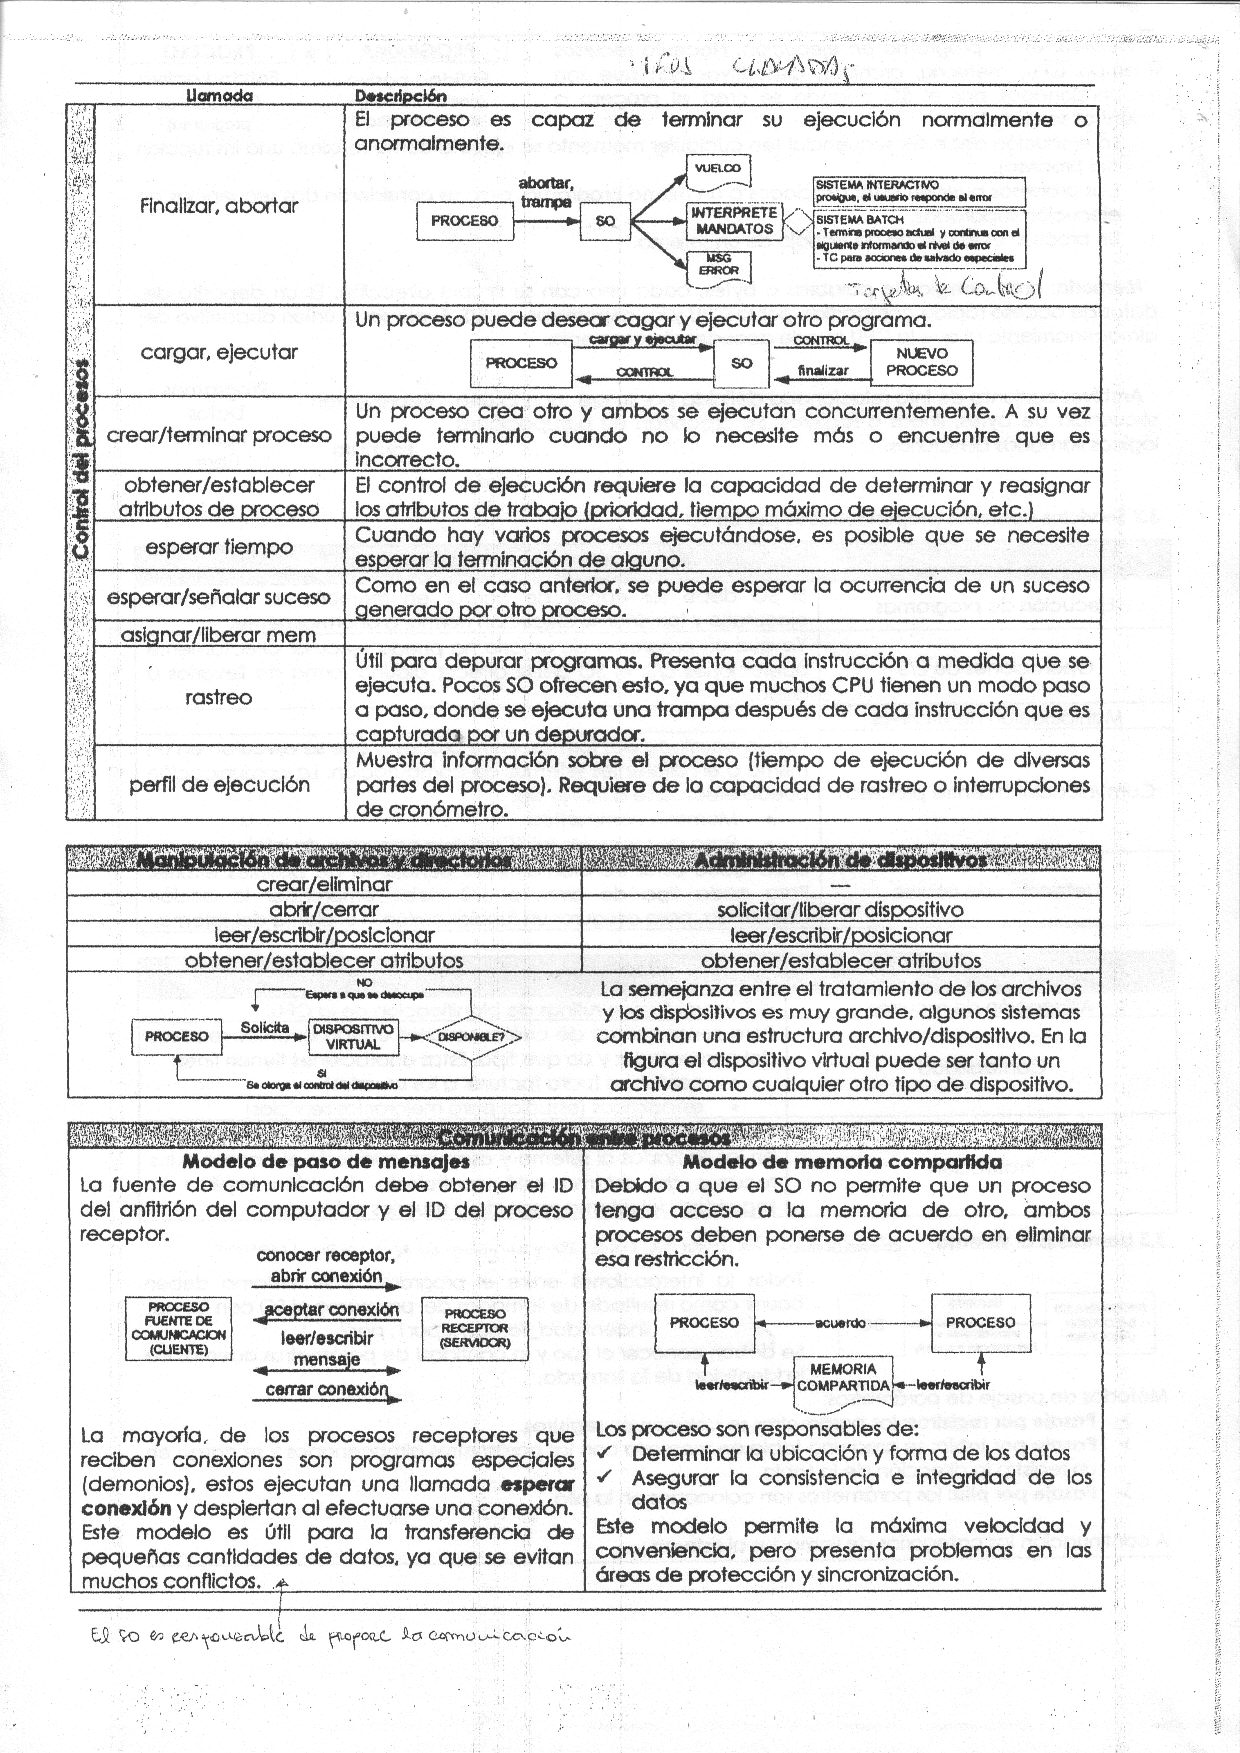 TIPOS LLAMADAS
Llamada Descripción
Control del procesos
Finalizar, abortar
El proceso es capaz de terminar su ejecución normalmente o
anormalmente.
PROCESO
abortar,
trampa
SO
VUELCO
INTERPRETE
MANDATOS
MSG
ERROR
SISTEMA INTERACTIVO
prosigue, el usuario responde al error
SISTEMA BATCH
- Termina proceso actual y continua con el
siguiente informando el nivel de error
- TC para acciones de salvado especiales
Tarjetas de Control
cargar, ejecutar
Un proceso puede desear cagar y ejecutar otro programa.
PROCESO
cargar y ejecutar
CONTROL
SO
CONTROL
finalizar
NUEVO
PROCESO
crear/terminar proceso
Un proceso crea otro y ambos se ejecutan concurrentemente. A su vez
puede terminarlo cuando no lo necesite más o encuentre que es
incorrecto.
obtener/establecer
atributos de proceso
El control de ejecución requiere la capacidad de determinar y reasignar
los atributos de trabajo (prioridad, tiempo máximo de ejecución, etc.)
esperar tiempo
Cuando hay varios procesos ejecutándose, es posible que se necesite
esperar la terminación de alguno.
esperar/señalar suceso
Como en el caso anterior, se puede esperar la ocurrencia de un suceso
generado por otro proceso.
asignar/liberar mem
rastreo
Útil para depurar programas. Presenta cada instrucción a medida que se
ejecuta. Pocos SO ofrecen esto, ya que muchos CPU tienen un modo paso
a paso, donde se ejecuta una trampa después de cada instrucción que es
capturada por un depurador.
perfil de ejecución
Muestra información sobre el proceso (tiempo de ejecución de diversas
partes del proceso). Requiere de la capacidad de rastreo o interrupciones
de cronómetro.
Manipulación de archivos y directorios Administración de dispositivos
crear/eliminar —
abrir/cerrar solicitar/liberar dispositivo
leer/escribir/posicionar leer/escribir/posicionar
obtener/establecer atributos obtener/establecer atributos
NO
Espera a que se desocupe
PROCESO
Solicita
DISPOSITIVO
VIRTUAL
DISPONIBLE?
SI
Se otorga el control del dispositivo
La semejanza entre el tratamiento de los archivos
y los dispositivos es muy grande, algunos sistemas
combinan una estructura archivo/dispositivo. En la
figura el dispositivo virtual puede ser tanto un
archivo como cualquier otro tipo de dispositivo.
Comunicación entre procesos
Modelo de paso de mensajes
La fuente de comunicación debe obtener el ID
del anfitrión del computador y el ID del proceso
receptor.
conocer receptor,
abrir conexión
aceptar conexión
leer/escribir
mensaje
cerrar conexión
PROCESO
FUENTE DE
COMUNICACION
(CLIENTE)
PROCESO
RECEPTOR
(SERVIDOR)
La mayoría, de los procesos receptores que
reciben conexiones son programas especiales
(demonios), estos ejecutan una llamada esperar
conexión y despiertan al efectuarse una conexión.
Este modelo es útil para la transferencia de
pequeñas cantidades de datos, ya que se evitan
muchos conflictos.
Modelo de memoria compartida
Debido a que el SO no permite que un proceso
tenga acceso a la memoria de otro, ambos
procesos deben ponerse de acuerdo en eliminar
esa restricción.
PROCESO
acuerdo
PROCESO
leer/escribir
MEMORIA
COMPARTIDA
leer/escribir
Los proceso son responsables de:
✓ Determinar la ubicación y forma de los datos
✓ Asegurar la consistencia e integridad de los
datos
Este modelo permite la máxima velocidad y
conveniencia, pero presenta problemas en las
áreas de protección y sincronización.
El SO es responsable de propore la comunicación